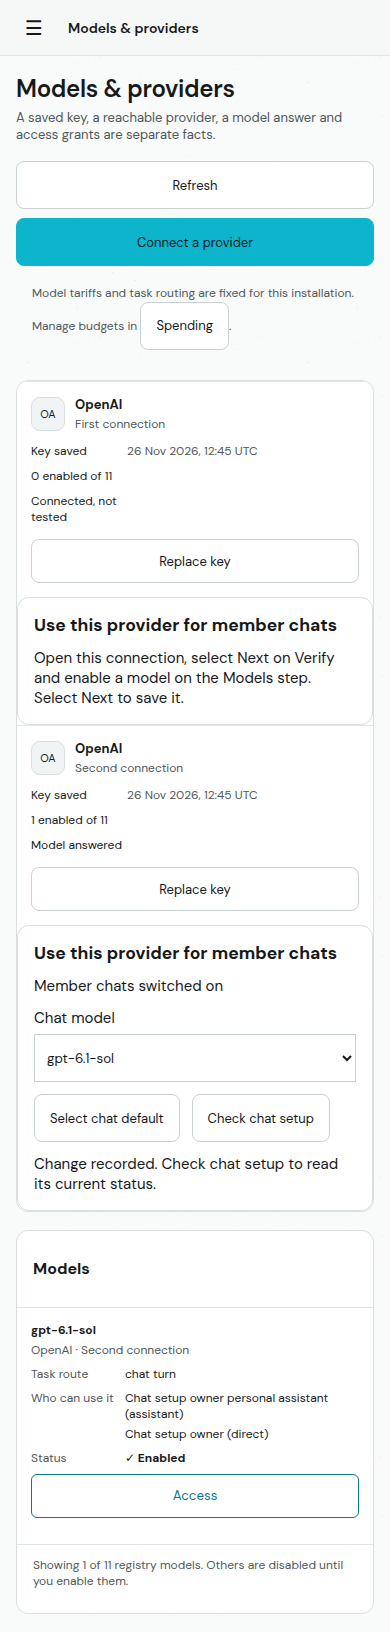 ☰ Models & providers
Models & providers
A saved key, a reachable provider, a model answer and
access grants are separate facts.
Refresh
Connect a provider
Model tariffs and task routing are fixed for this installation.
Manage budgets in Spending .
OA OpenAI
First connection
Key saved 26 Nov 2026, 12:45 UTC
0 enabled of 11
Connected, not
tested
Replace key
Use this provider for member chats
Open this connection, select Next on Verify
and enable a model on the Models step.
Select Next to save it.
OA OpenAI
Second connection
Key saved 26 Nov 2026, 12:45 UTC
1 enabled of 11
Model answered
Replace key
Use this provider for member chats
Member chats switched on
Chat model
gpt-6.1-sol
Select chat default Check chat setup
Change recorded. Check chat setup to read
its current status.
Models
gpt-6.1-sol
OpenAI · Second connection
Task route chat turn
Who can use it Chat setup owner personal assistant
(assistant)
Chat setup owner (direct)
Status ✓ Enabled
Access
Showing 1 of 11 registry models. Others are disabled until
you enable them.